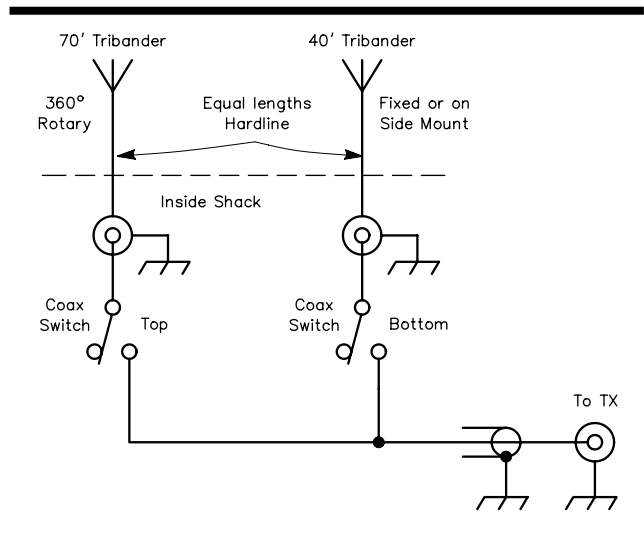 70' Tribander
40' Tribander
360°
Rotary
Equal lengths
Hardline
Fixed or on
Side Mount
Inside Shack
Coax
Switch
Top
Coax
Switch
Bottom
To TX